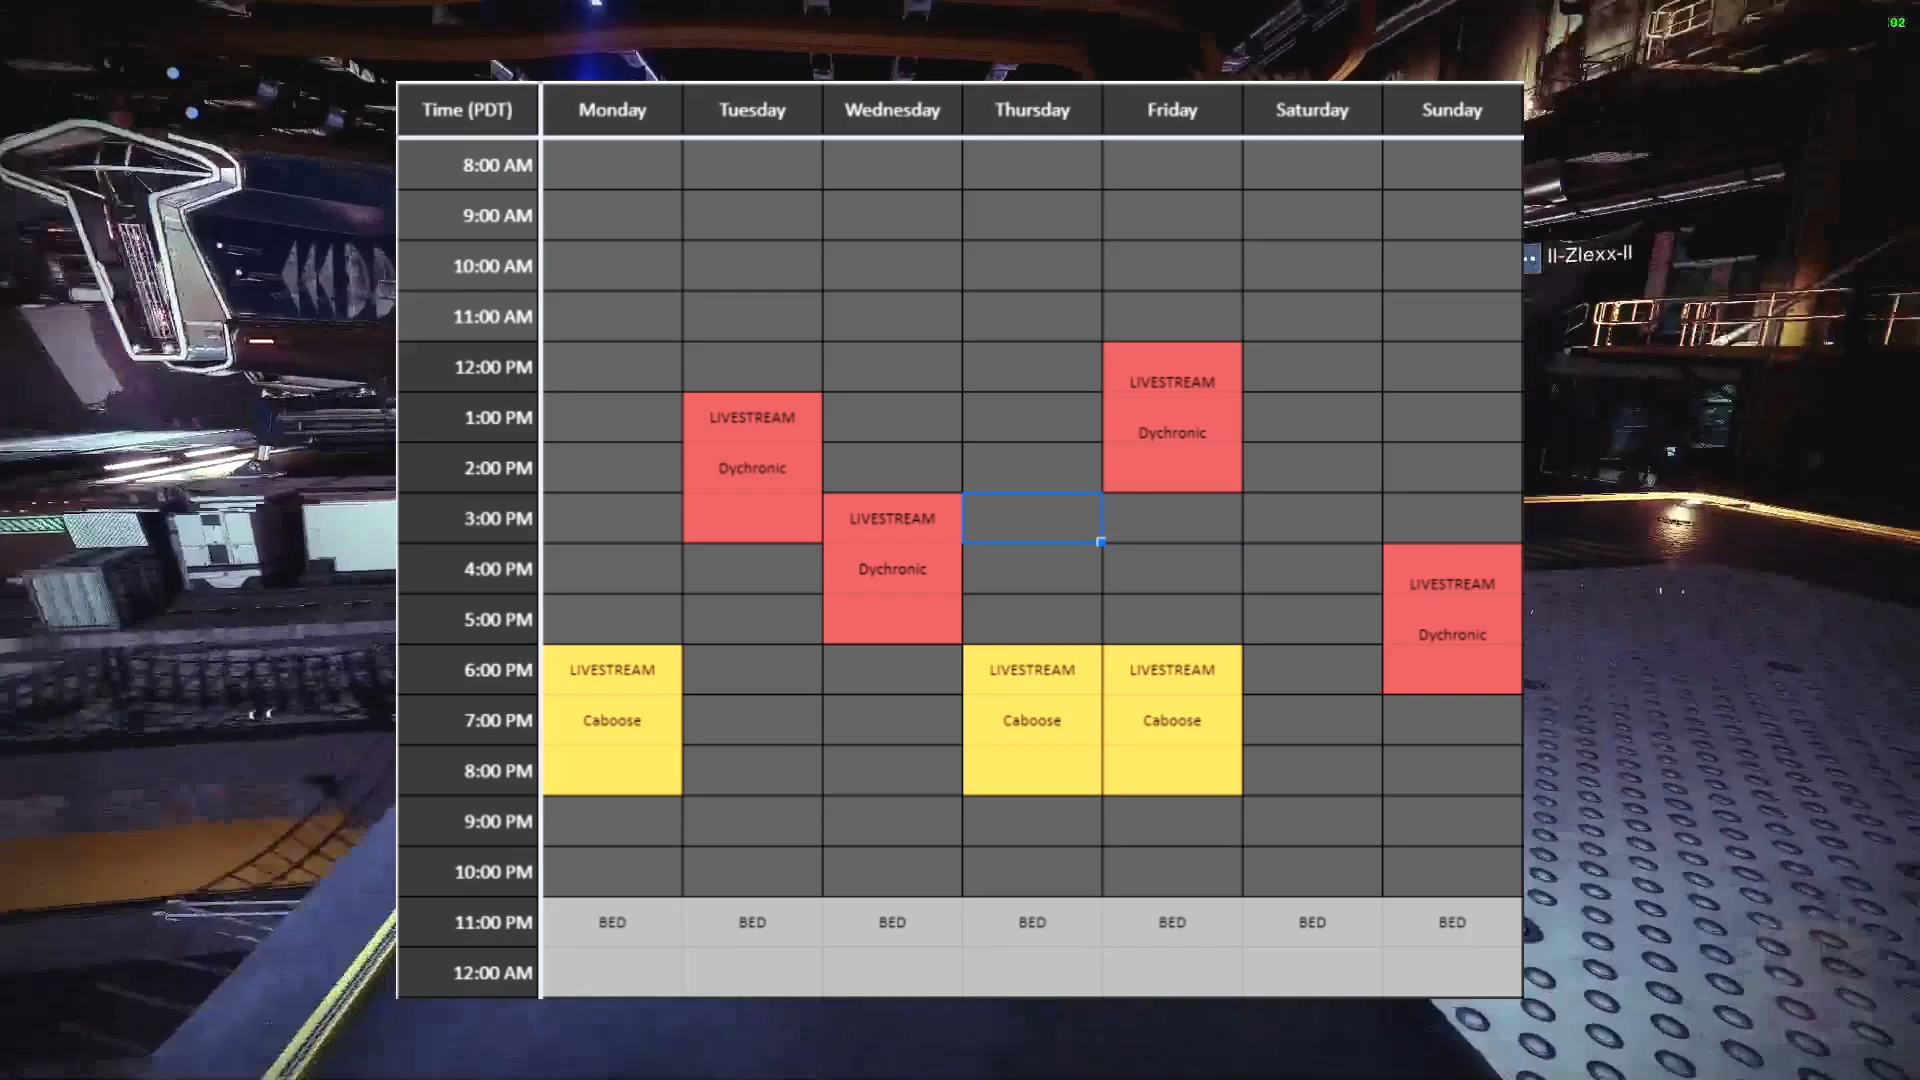 92
Time (PDT) Monday Tuesday Wednesday Thursday Friday Saturday Sunday
8:00 AM
9:00 AM
II-Zlexx-II
10:00 AM
11:00 AM
12:00 PM LIVESTREAM
1:00 PM LIVESTREAM Dychronic
2:00 PM Dychronic
3:00 PM LIVESTREAM
4:00 PM Dychronic LIVESTREAM
5:00 PM Dychronic
6:00 PM LIVESTREAM LIVESTREAM LIVESTREAM
7:00 PM Caboose Caboose Caboose
8:00 PM
9:00 PM
10:00 PM
11:00 PM BED BED BED BED BED BED BED
12:00 AM